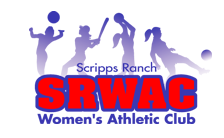 Scripps Ranch
SRWAC
Women's Athletic Club